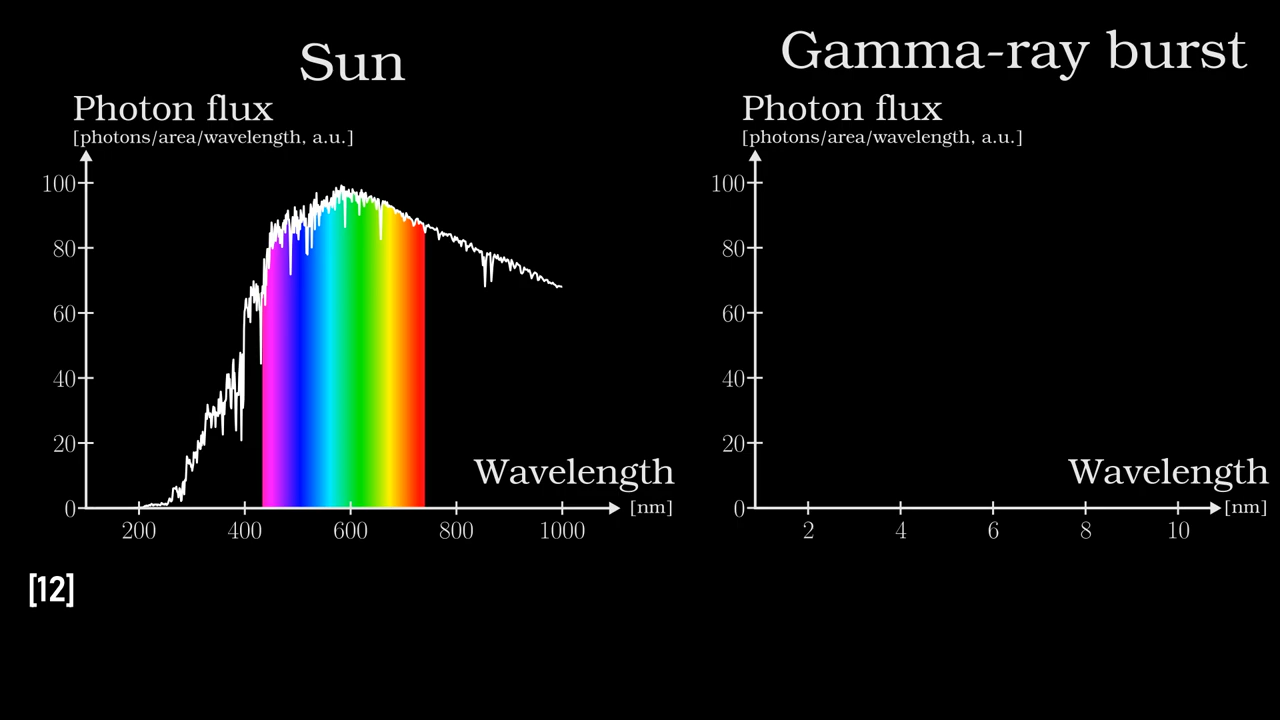 Sun
Photon flux
[photons/area/wavelength, a.u.]
100
80
60
40
20
0
Wavelength
[nm]
200 400 600 800 1000
Gamma-ray burst
Photon flux
[photons/area/wavelength, a.u.]
100
80
60
40
20
0
Wavelength
[nm]
2 4 6 8 10
[12]